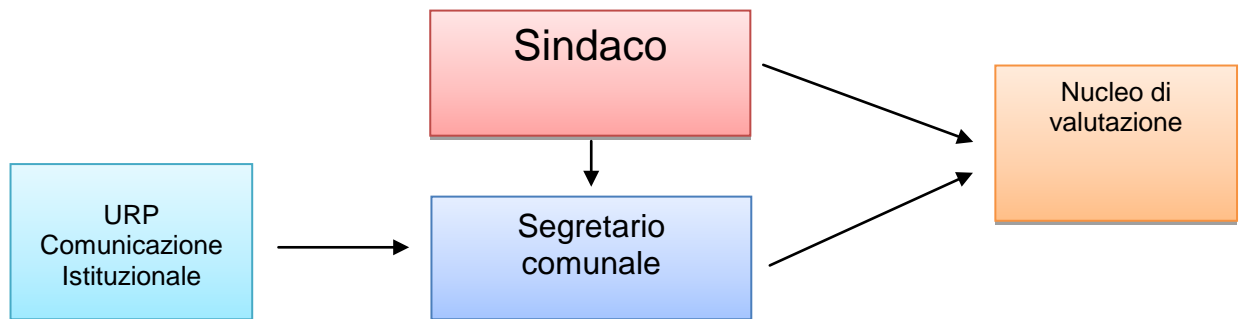 Sindaco
Nucleo di
valutazione
URP
Comunicazione
Istituzionale
Segretario
comunale